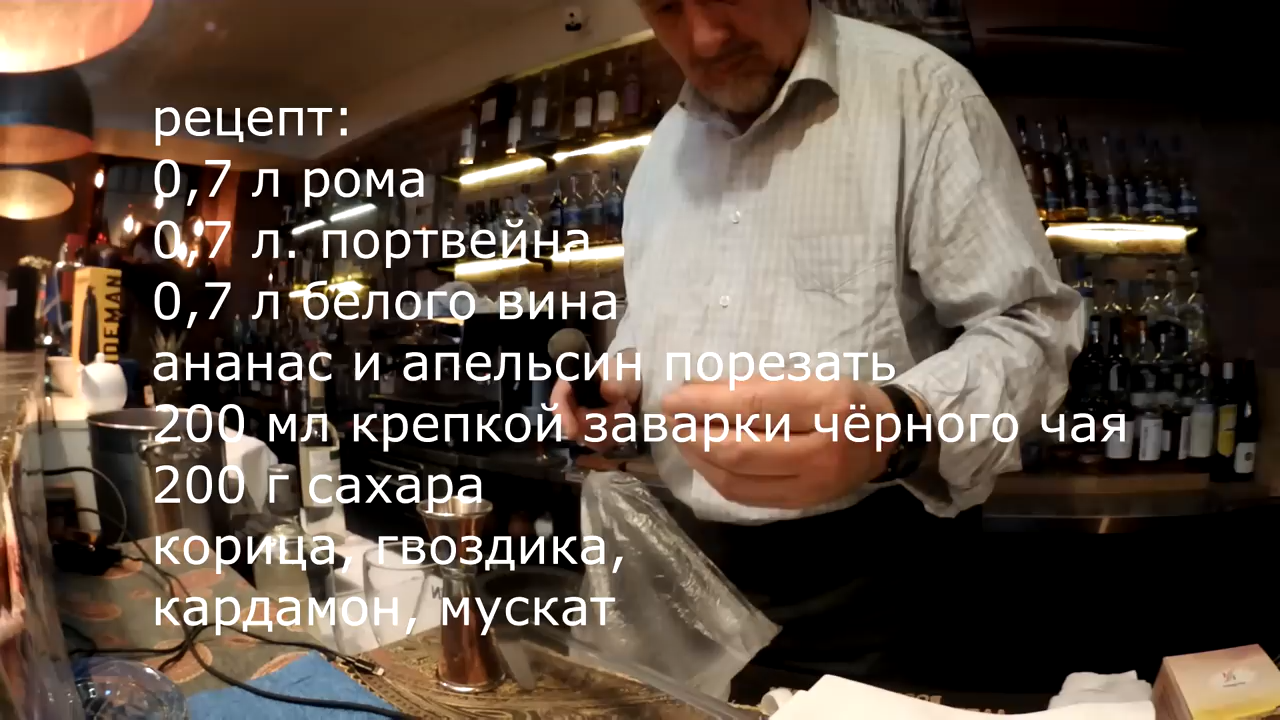 рецепт:
0,7 л рома
0,7 л. портвейна
0,7 л белого вина
ананас и апельсин порезать
200 мл крепкой заварки чёрного чая
200 г сахара
корица, гвоздика,
кардамон, мускат